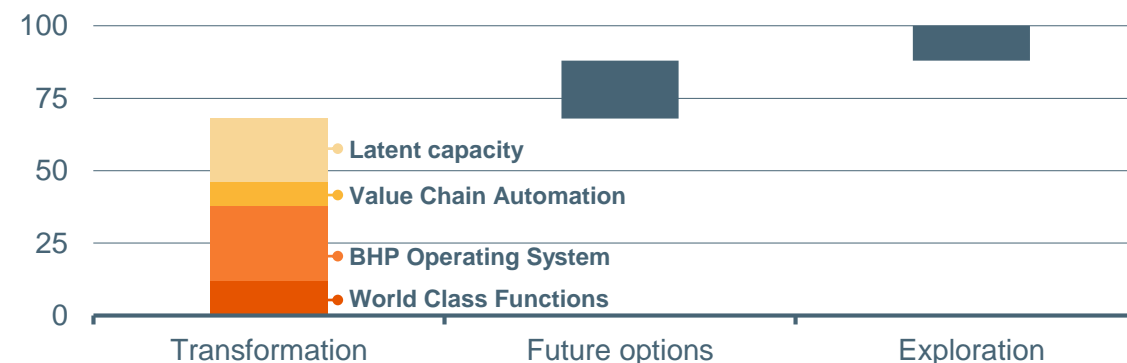 100
75
Latent capacity
50
Value Chain Automation
25
BHP Operating System
World Class Functions
0
Transformation Future options Exploration